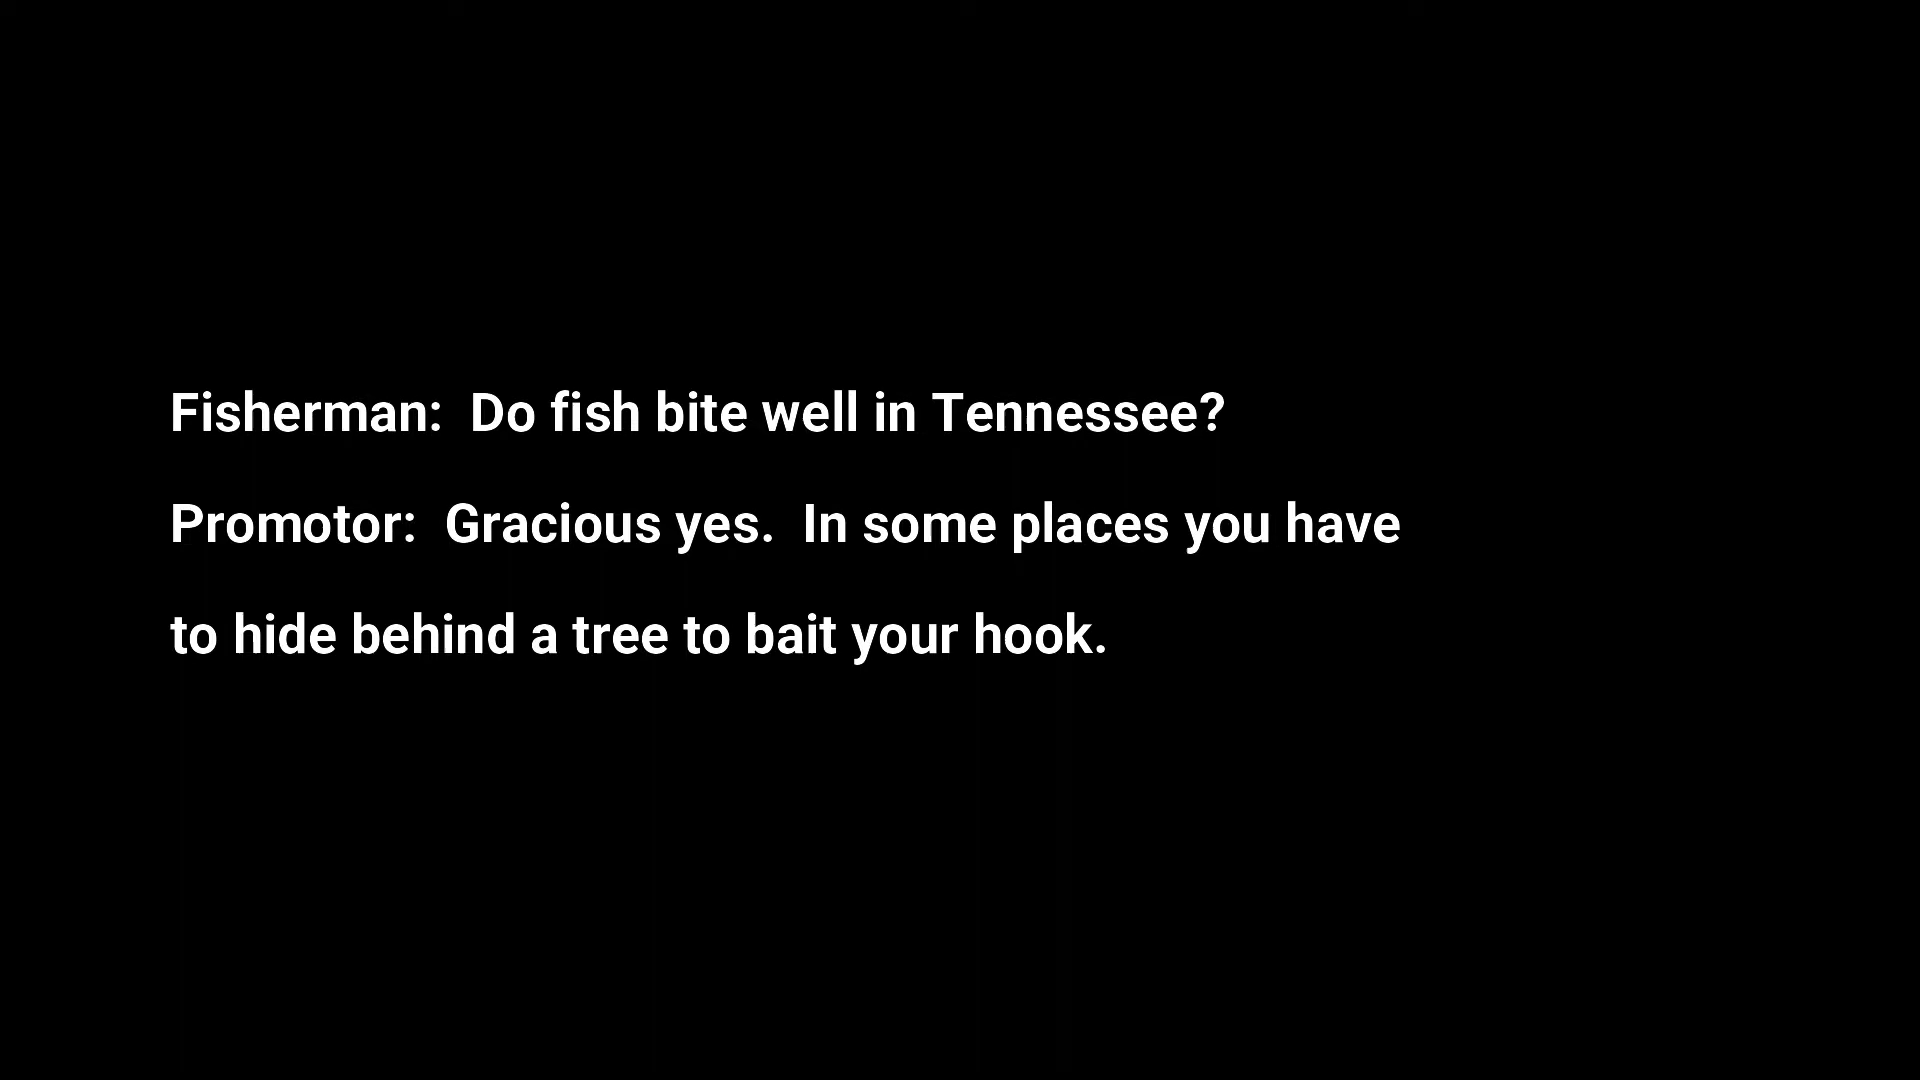 Fisherman:  Do fish bite well in Tennessee?
Promotor:  Gracious yes.  In some places you have
to hide behind a tree to bait your hook.